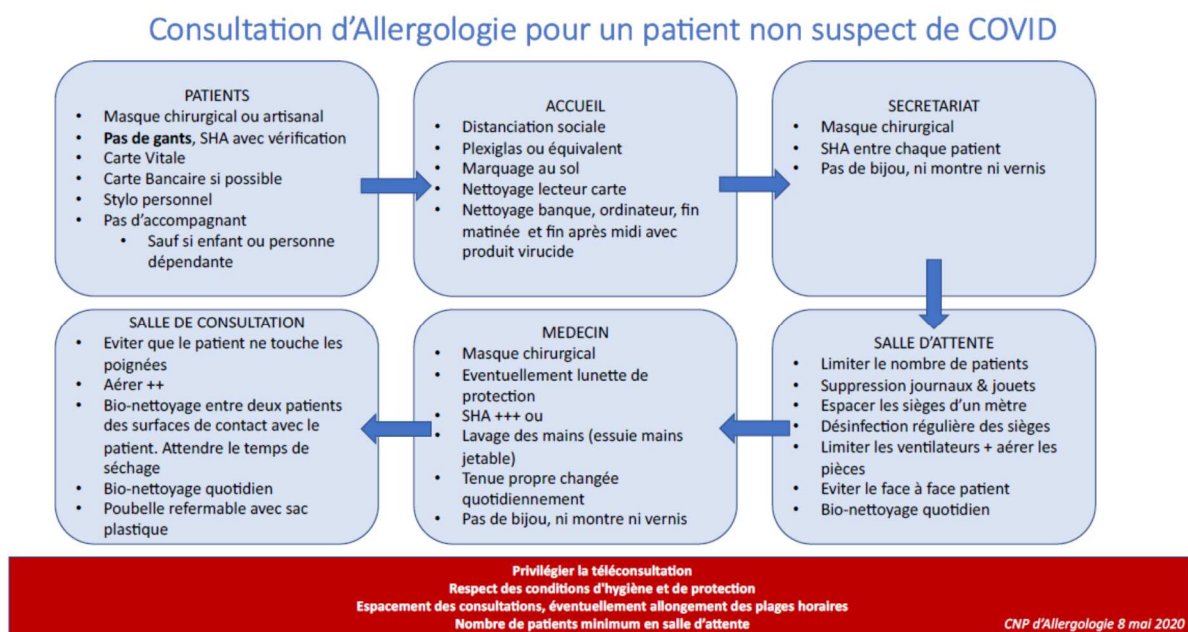 Consultation d’Allergologie pour un patient non suspect de COVID
PATIENTS
• Masque chirurgical ou artisanal
• Pas de gants, SHA avec vérification
• Carte Vitale
• Carte Bancaire si possible
• Stylo personnel
• Pas d’accompagnant
• Sauf si enfant ou personne
dépendante
ACCUEIL
• Distanciation sociale
• Plexiglas ou équivalent
• Marquage au sol
• Nettoyage lecteur carte
• Nettoyage banque, ordinateur, fin
matinée et fin après midi avec
produit virucide
SECRETARIAT
• Masque chirurgical
• SHA entre chaque patient
• Pas de bijou, ni montre ni vernis
SALLE D’ATTENTE
• Limiter le nombre de patients
• Suppression journaux & jouets
• Espacer les sièges d’un mètre
• Désinfection régulière des sièges
• Limiter les ventilateurs + aérer les
pièces
• Eviter le face à face patient
• Bio-nettoyage quotidien
MEDECIN
• Masque chirurgical
• Eventuellement lunette de
protection
• SHA +++ ou
• Lavage des mains (essuie mains
jetable)
• Tenue propre changée
quotidiennement
• Pas de bijou, ni montre ni vernis
SALLE DE CONSULTATION
• Eviter que le patient ne touche les
poignées
• Aérer ++
• Bio-nettoyage entre deux patients
des surfaces de contact avec le
patient. Attendre le temps de
séchage
• Bio-nettoyage quotidien
• Poubelle refermable avec sac
plastique
Privilégier la téléconsultation
Respect des conditions d'hygiène et de protection
Espacement des consultations, éventuellement allongement des plages horaires
Nombre de patients minimum en salle d’attente
CNP d’Allergologie 8 mai 2020